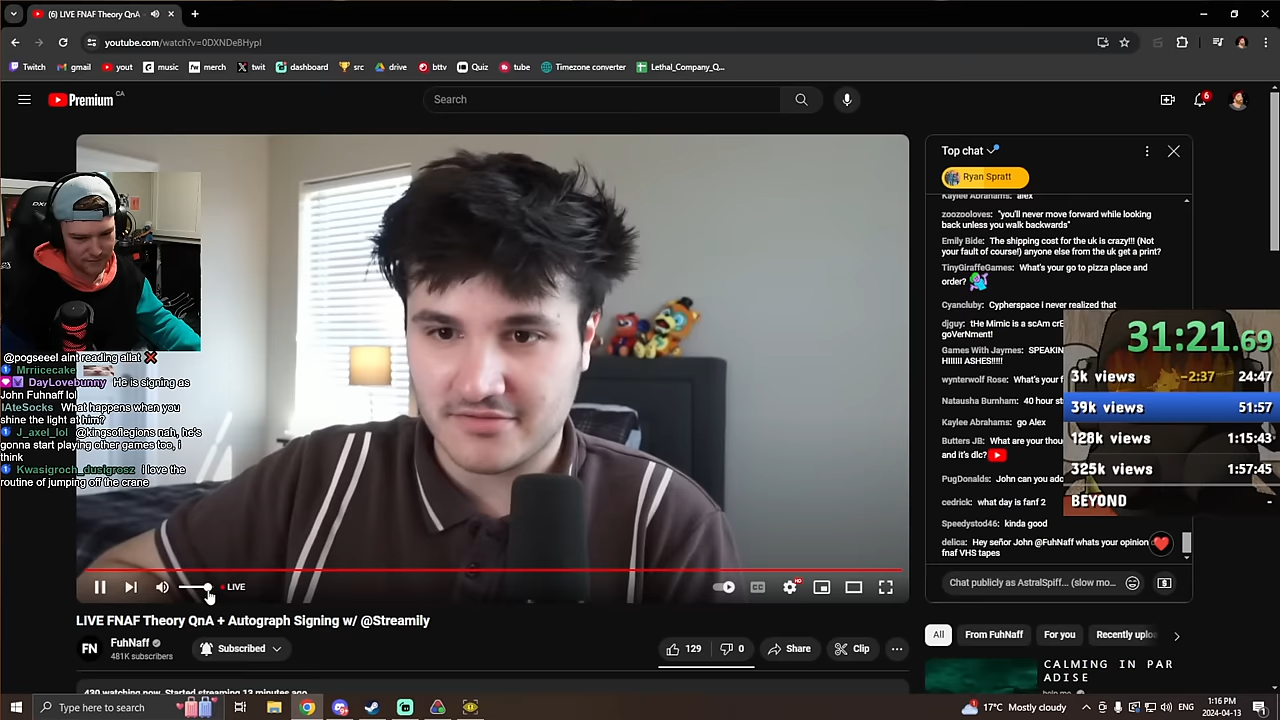 (6) LIVE FNAF Theory QnA
youtube.com/watch?v=0DXNDeBHypI
Twitch
gmail
yout
music
merch
twit
dashboard
src
drive
bttv
Quiz
tube
Timezone converter
Lethal_Company_Q...
Premium
CA
Search
6
Top chat
Ryan Spratt
Kaylee Abrahams: alex
zoozooloves: "you'll never move forward while looking
back unless you walk backwards"
Emily Bide: The shipping cost for the uk is crazy!!! (Not
your fault of course!) anyone else from the uk get a print?
TinyGiraffeGames: What's your go to pizza place and
order?
Cyancluby: Cypherspace I never realized that
djguy: tHe Mimic is a scAm crE
goVerNment!
Games With Jaymes: SPEAKIN
HIIIIII ASHES!!!!!
wynterwolf Rose: What's your f
Natausha Burnham: 40 hour st
Kaylee Abrahams: go Alex
Butters JB: What are your thou
and it's dlc?
PugDonalds: John can you add
cedrick: what day is fanf 2
Speedystod46: kinda good
delica: Hey señor John @FuhNaff whats your opinion
fnaf VHS tapes
Chat publicly as AstralSpiff... (slow mo...
31:21.69
3k views -2:37 24:47
39k views 51:57
128k views 1:15:43
325k views 1:57:45
BEYOND -
DXR
@pogseeel aint reading allat
Mrriicecake
DayLovebunny He is signing as
John Fuhnaff lol
IAteSocks What happens when you
shine the light at him?
J_axel_lol @kingsoflegions nah, he's
gonna start playing other games too, i
think
Kwasigroch_dusigrosz I love the
routine of jumping off the crane
LIVE
CC
HD
LIVE FNAF Theory QnA + Autograph Signing w/ @Streamily
FN
FuhNaff
481K subscribers
Subscribed
129
0
Share
Clip
All
From FuhNaff
For you
Recently uplo
430 watching now Started streaming 13 minutes ago
CALMING IN PAR
ADISE
Type here to search
17°C Mostly cloudy
ENG
1:16 PM
2024-04-13